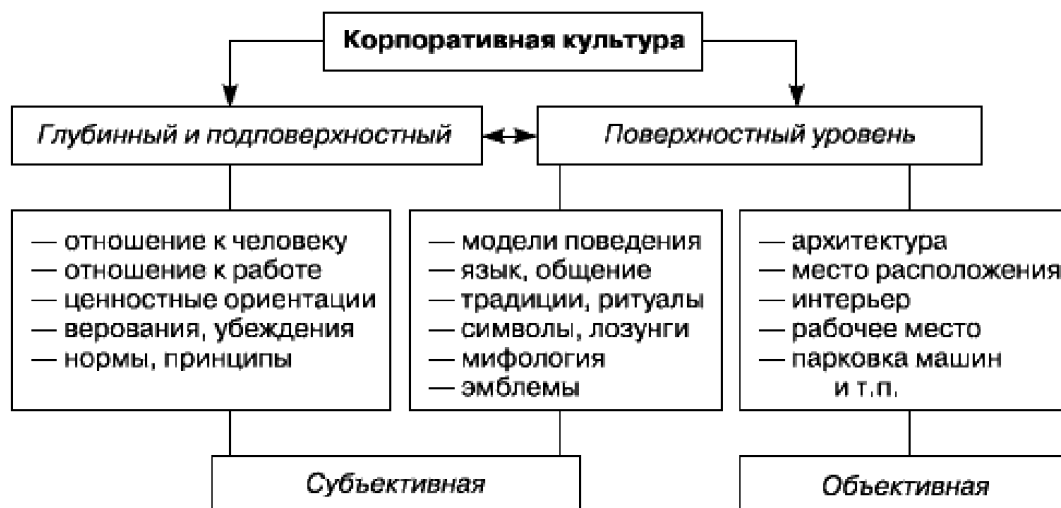 Корпоративная культура
Глубинный и подповерхностный
Поверхностный уровень
— отношение к человеку
— отношение к работе
— ценностные ориентации
— верования, убеждения
— нормы, принципы
— модели поведения
— язык, общение
— традиции, ритуалы
— символы, лозунги
— мифология
— эмблемы
— архитектура
— место расположения
— интерьер
— рабочее место
— парковка машин
и т.п.
Субъективная
Объективная